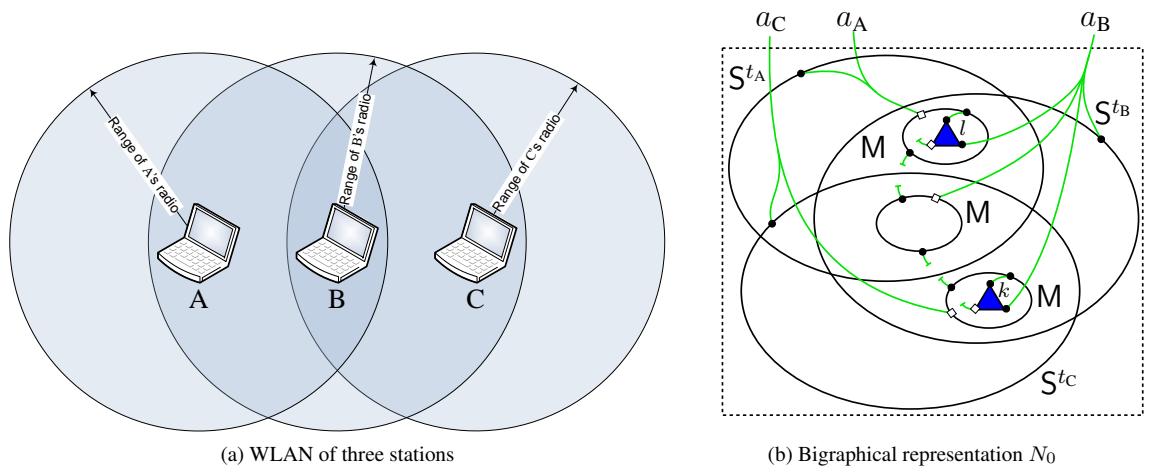 Range of A's radio
Range of B's radio
Range of C's radio
A
B
C
(a) WLAN of three stations
a_C
a_A
a_B
S^{t_A}
S^{t_B}
l
M
M
k
M
S^{t_C}
(b) Bigraphical representation N_0